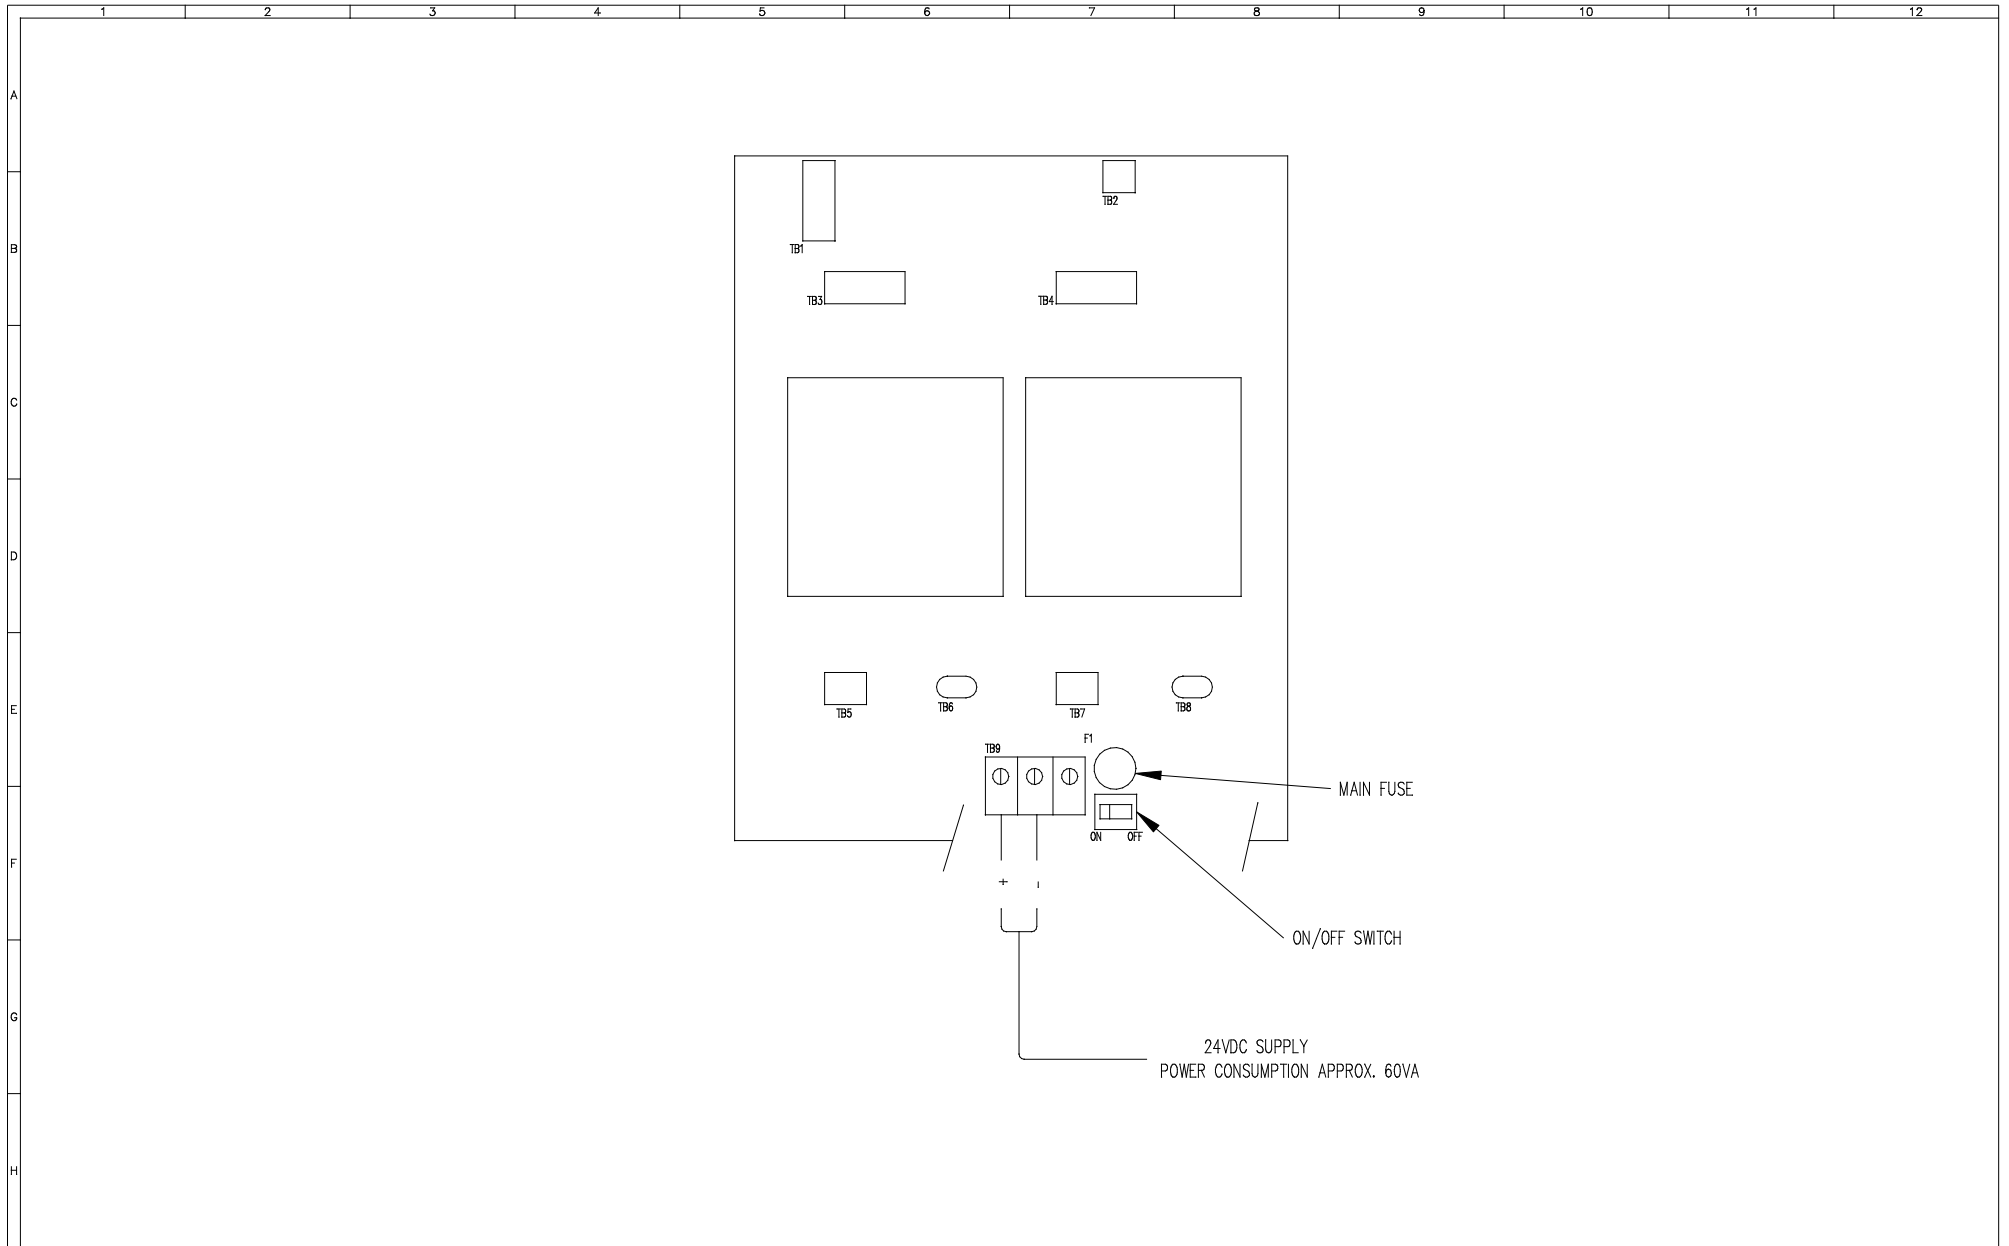 1 2 3 4 5 6 7 8 9 10 11 12
A
TB2
B
TB1
TB3
TB4
C
D
E
TB5
TB6
TB7
TB8
F1
TB9
MAIN FUSE
ON OFF
F
+ -
ON/OFF SWITCH
G
24VDC SUPPLY
POWER CONSUMPTION APPROX. 60VA
H